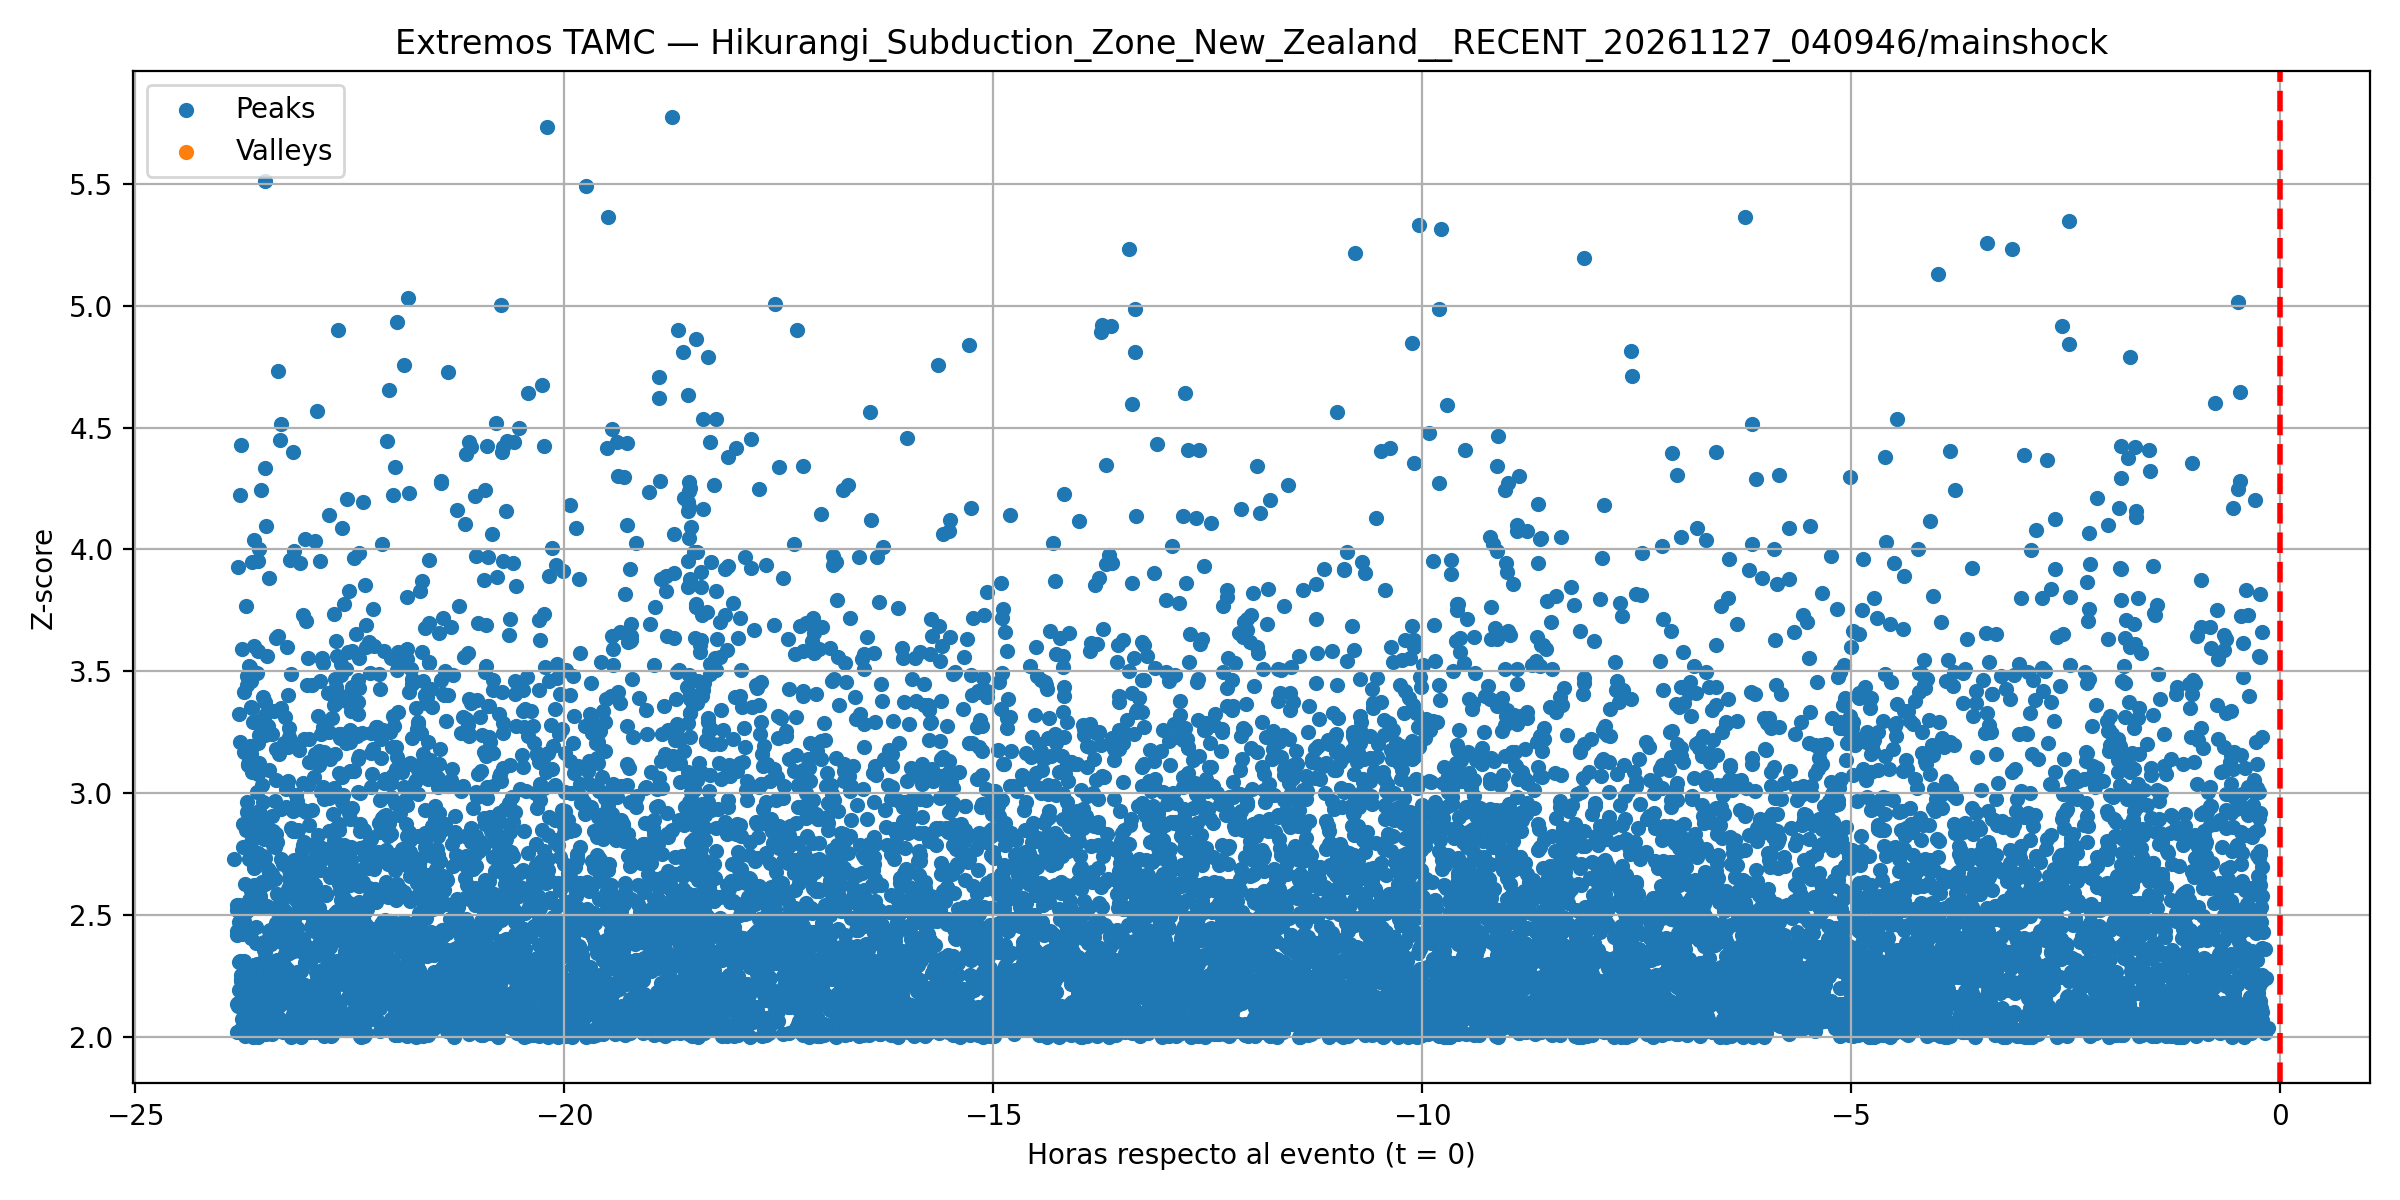 Extremos TAMC — Hikurangi_Subduction_Zone_New_Zealand__RECENT_20261127_040946/mainshock
Peaks
Valleys
Z-score
5.5
5.0
4.5
4.0
3.5
3.0
2.5
2.0
−25 −20 −15 −10 −5 0
Horas respecto al evento (t = 0)